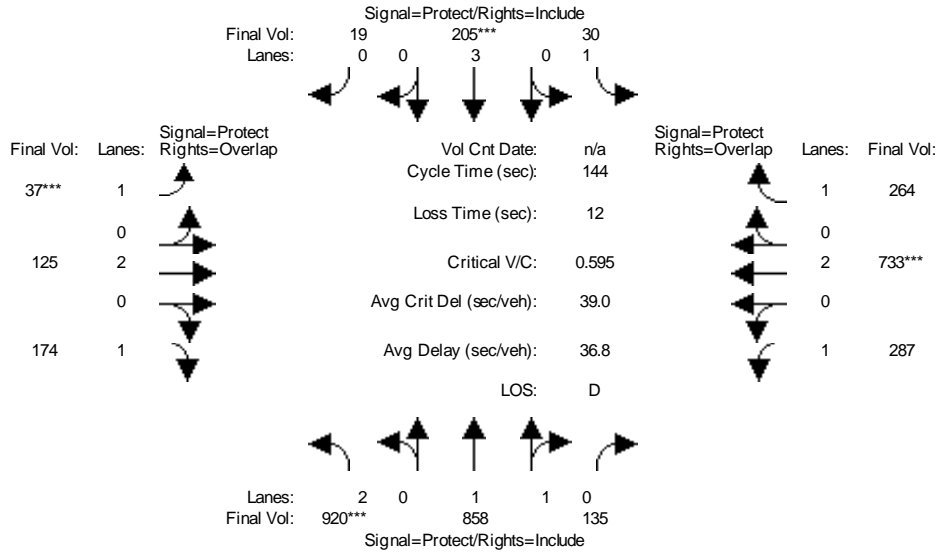 Signal=Protect/Rights=Include
Final Vol: 19 205*** 30
Lanes: 0 0 3 0 1
Signal=Protect
Final Vol: Lanes: Rights=Overlap
Vol Cnt Date: n/a
Signal=Protect
Rights=Overlap Lanes: Final Vol:
Cycle Time (sec): 144
37*** 1
1 264
Loss Time (sec): 12
0
0
125 2
Critical V/C: 0.595
2 733***
0
Avg Crit Del (sec/veh): 39.0
0
174 1
Avg Delay (sec/veh): 36.8
1 287
LOS: D
Lanes: 2 0 1 1 0
Final Vol: 920*** 858 135
Signal=Protect/Rights=Include